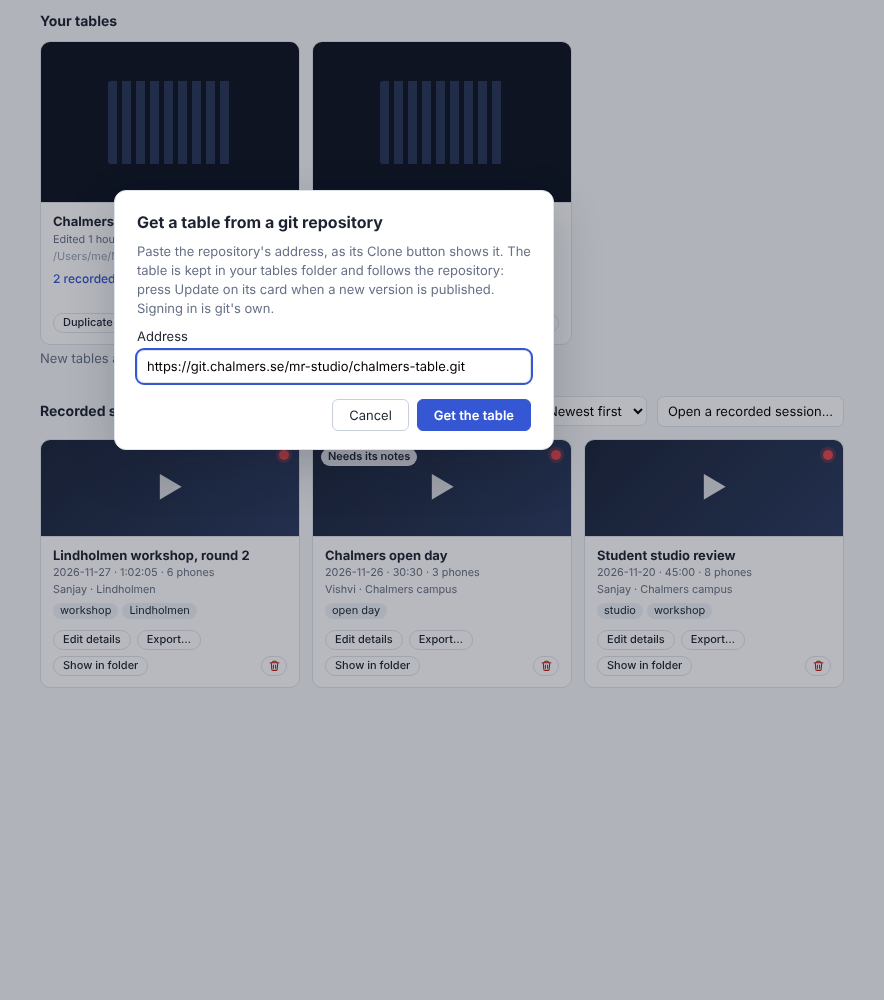 Your tables
Chalmers
Edited 1 hou
/Users/me/
2 recorded
Duplicate
New tables
Get a table from a git repository
Paste the repository's address, as its Clone button shows it. The
table is kept in your tables folder and follows the repository:
press Update on its card when a new version is published.
Signing in is git's own.
Address
https://git.chalmers.se/mr-studio/chalmers-table.git
Cancel
Get the table
Recorded s
Newest first
Open a recorded session...
Needs its notes
Lindholmen workshop, round 2
2026-11-27 · 1:02:05 · 6 phones
Sanjay · Lindholmen
workshop
Lindholmen
Edit details
Export...
Show in folder
Chalmers open day
2026-11-26 · 30:30 · 3 phones
Vishvi · Chalmers campus
open day
Edit details
Export...
Show in folder
Student studio review
2026-11-20 · 45:00 · 8 phones
Sanjay · Chalmers campus
studio
workshop
Edit details
Export...
Show in folder